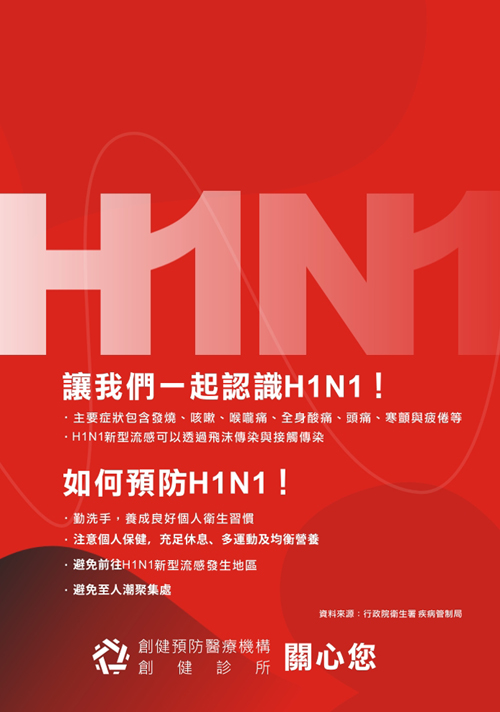 H1N1
讓我們一起認識H1N1！
·主要症狀包含發燒、咳嗽、喉嚨痛、全身酸痛、頭痛、寒顫與疲倦等
·H1N1新型流感可以透過飛沫傳染與接觸傳染
如何預防H1N1！
·勤洗手，養成良好個人衛生習慣
·注意個人保健, 充足休息、多運動及均衡營養
·避免前往H1N1新型流感發生地區
·避免至人潮聚集處
資料來源：行政院衛生署 疾病管制局
創健預防醫療機構
創健診所
關心您